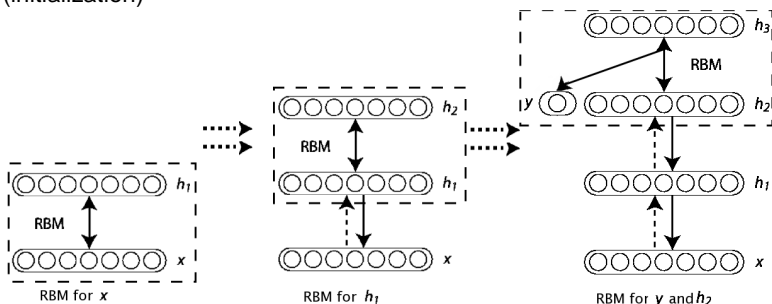 (initialization)
h3
RBM
y
h2
h2
RBM
h1
h1
h1
RBM
x
x
x
RBM for x
RBM for h1
RBM for y and h2